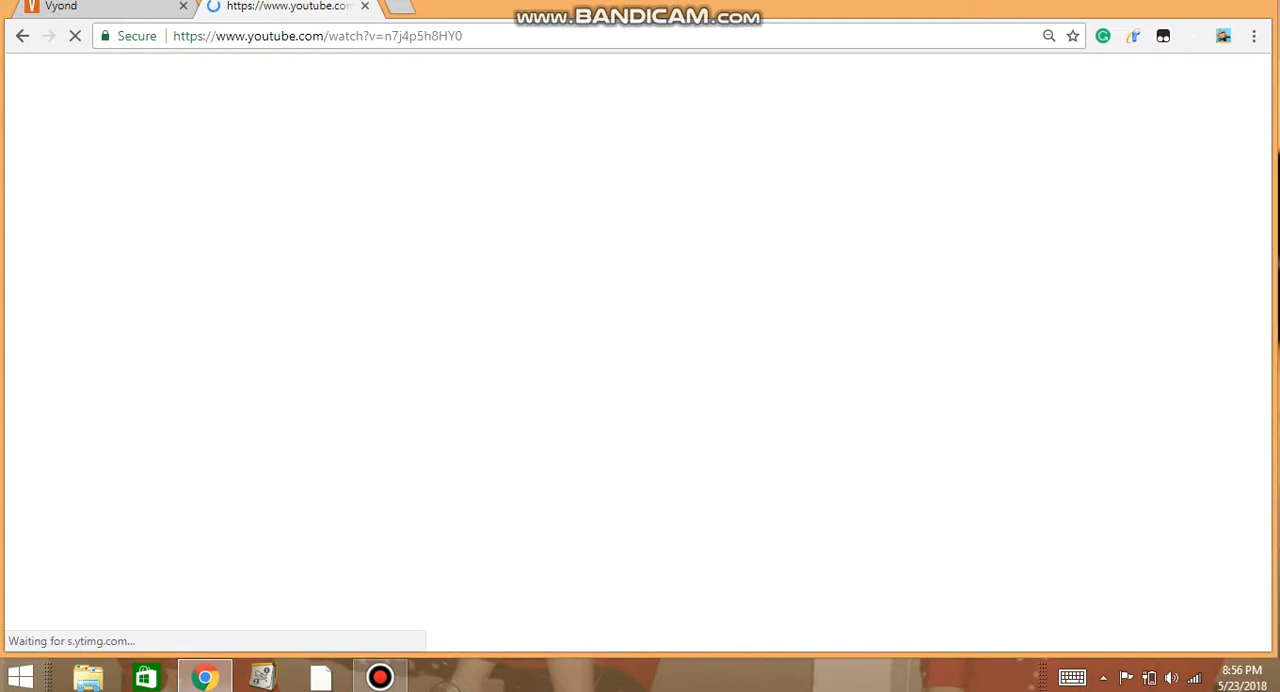 www.BANDICAM.com
Vyond
https://www.youtube.co
Secure
https://www.youtube.com/watch?v=n7j4p5h8HY0
Waiting for s.ytimg.com...
8:56 PM
5/23/2018